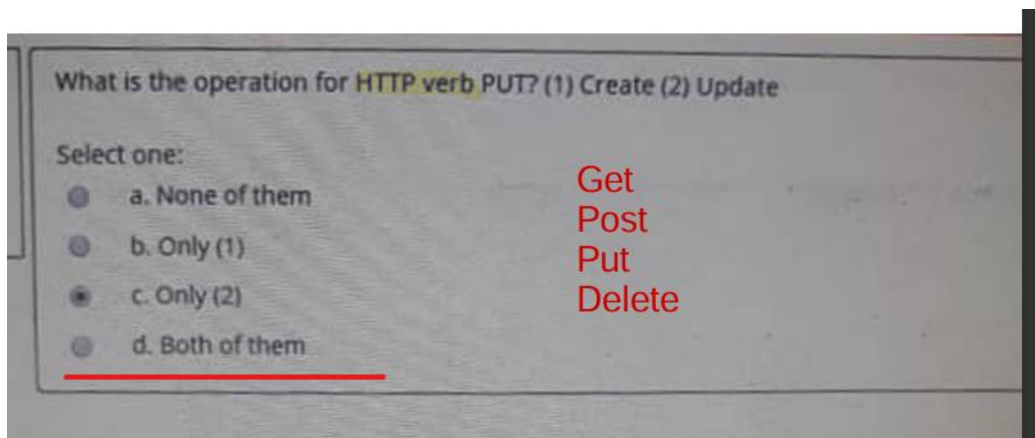 What is the operation for HTTP verb PUT? (1) Create (2) Update
Select one:
a. None of them
b. Only (1)
c. Only (2)
d. Both of them
Get
Post
Put
Delete